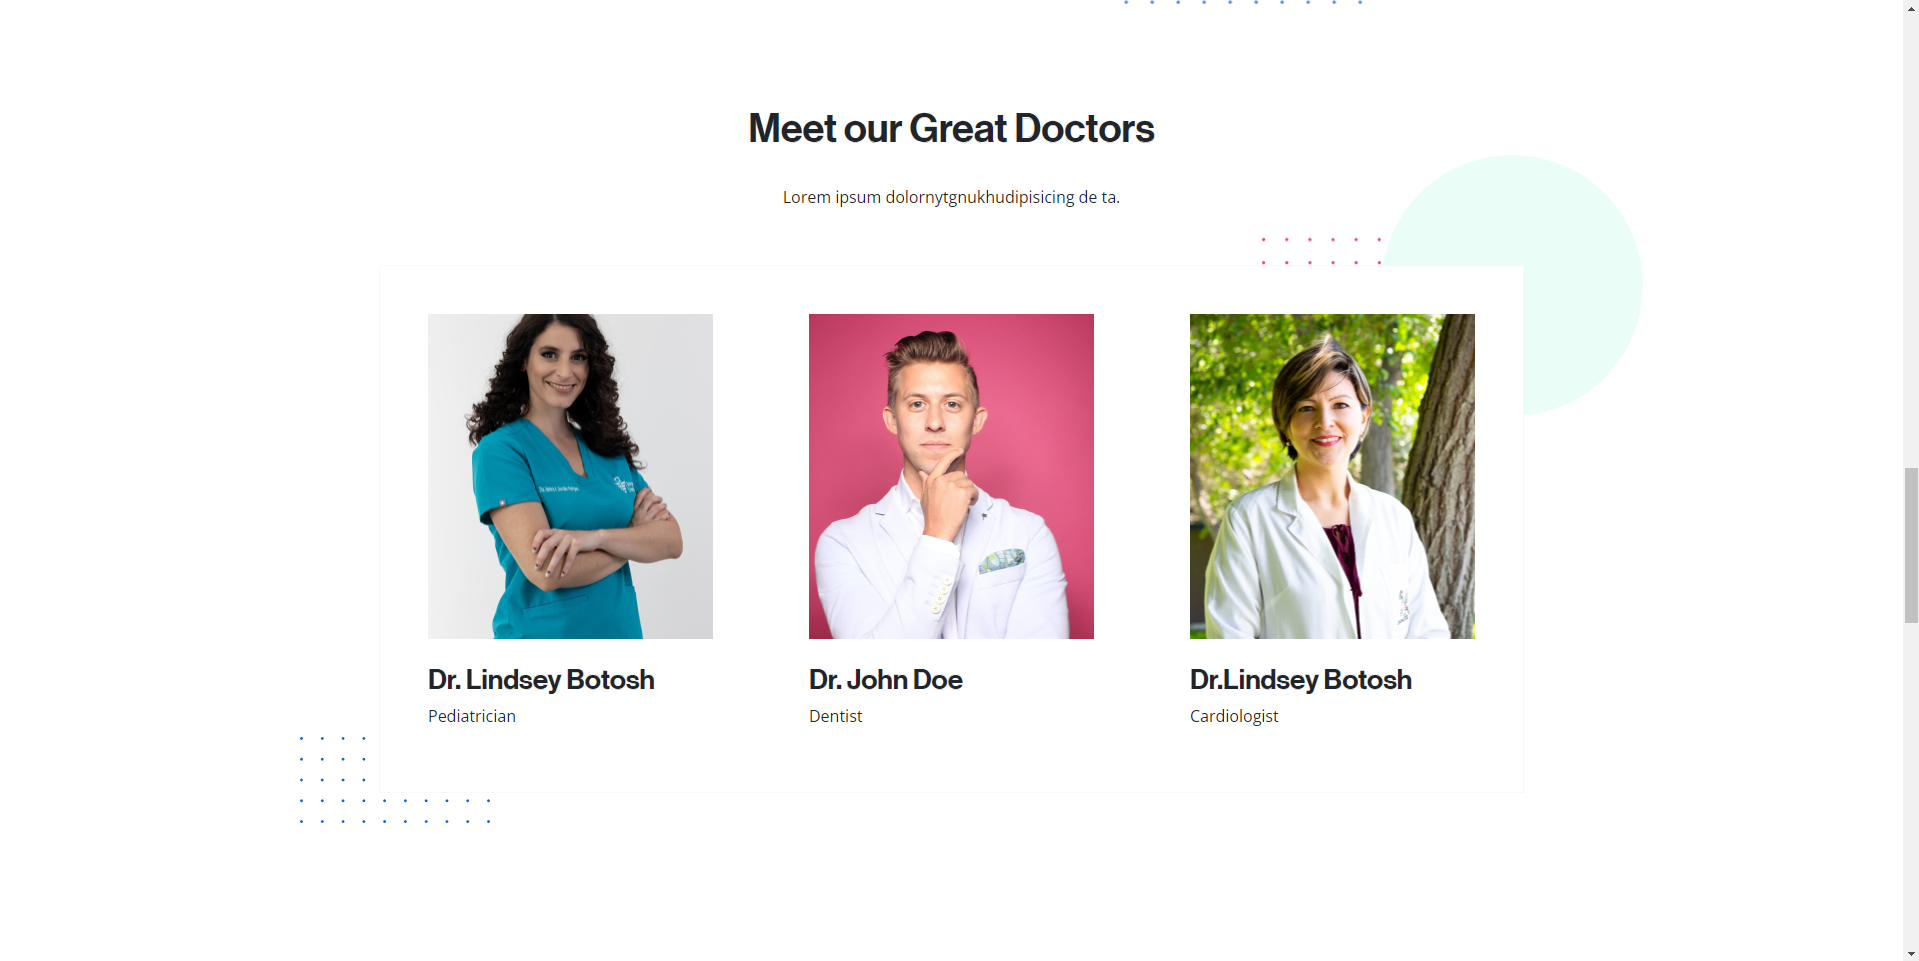 Meet our Great Doctors
Lorem ipsum dolornytgnukhudipisicing de ta.
Dr. Lindsey Botosh
Pediatrician
Dr. John Doe
Dentist
Dr.Lindsey Botosh
Cardiologist